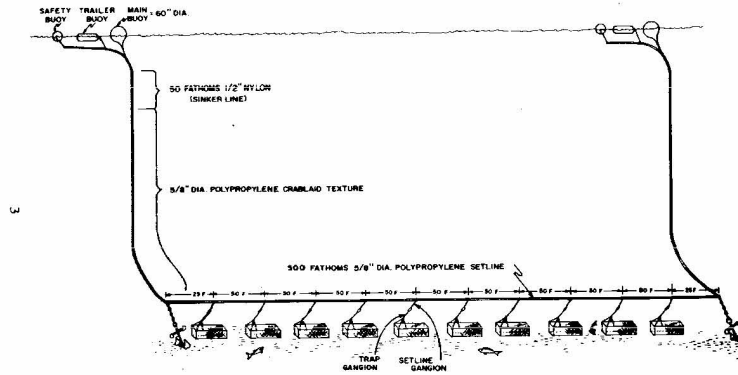 SAFETY TRAILER MAIN
BUOY BUOY BUOY = 60" DIA.
50 FATHOMS 1/2" NYLON
(SINKER LINE)
5/8" DIA. POLYPROPYLENE CRABLAID TEXTURE
3
500 FATHOMS 5/8" DIA. POLYPROPYLENE SETLINE
25 F 50 F 50 F 50 F 50 F 50 F 50 F 50 F 50 F 50 F 25 F
TRAP SETLINE
GANGION GANGION